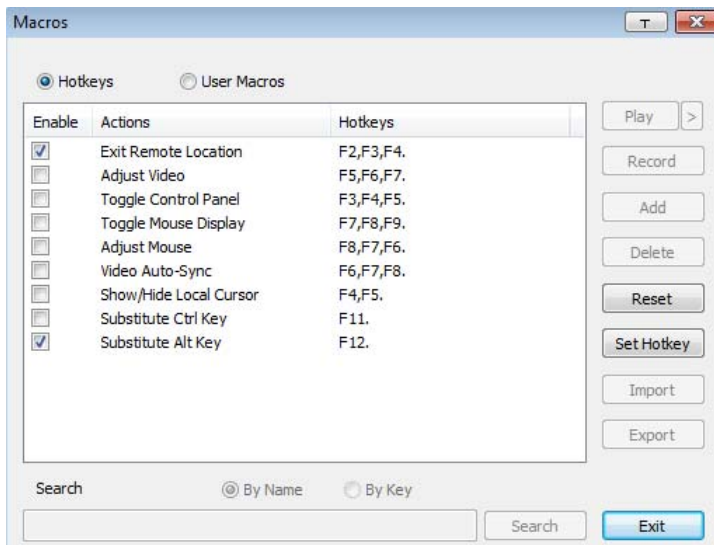 Macros
Hotkeys User Macros
Enable Actions Hotkeys Play >
Exit Remote Location F2,F3,F4.
Adjust Video F5,F6,F7. Record
Toggle Control Panel F3,F4,F5.
Toggle Mouse Display F7,F8,F9. Add
Adjust Mouse F8,F7,F6. Delete
Video Auto-Sync F6,F7,F8.
Show/Hide Local Cursor F4,F5. Reset
Substitute Ctrl Key F11.
Substitute Alt Key F12. Set Hotkey
Import
Export
Search By Name By Key
Search Exit